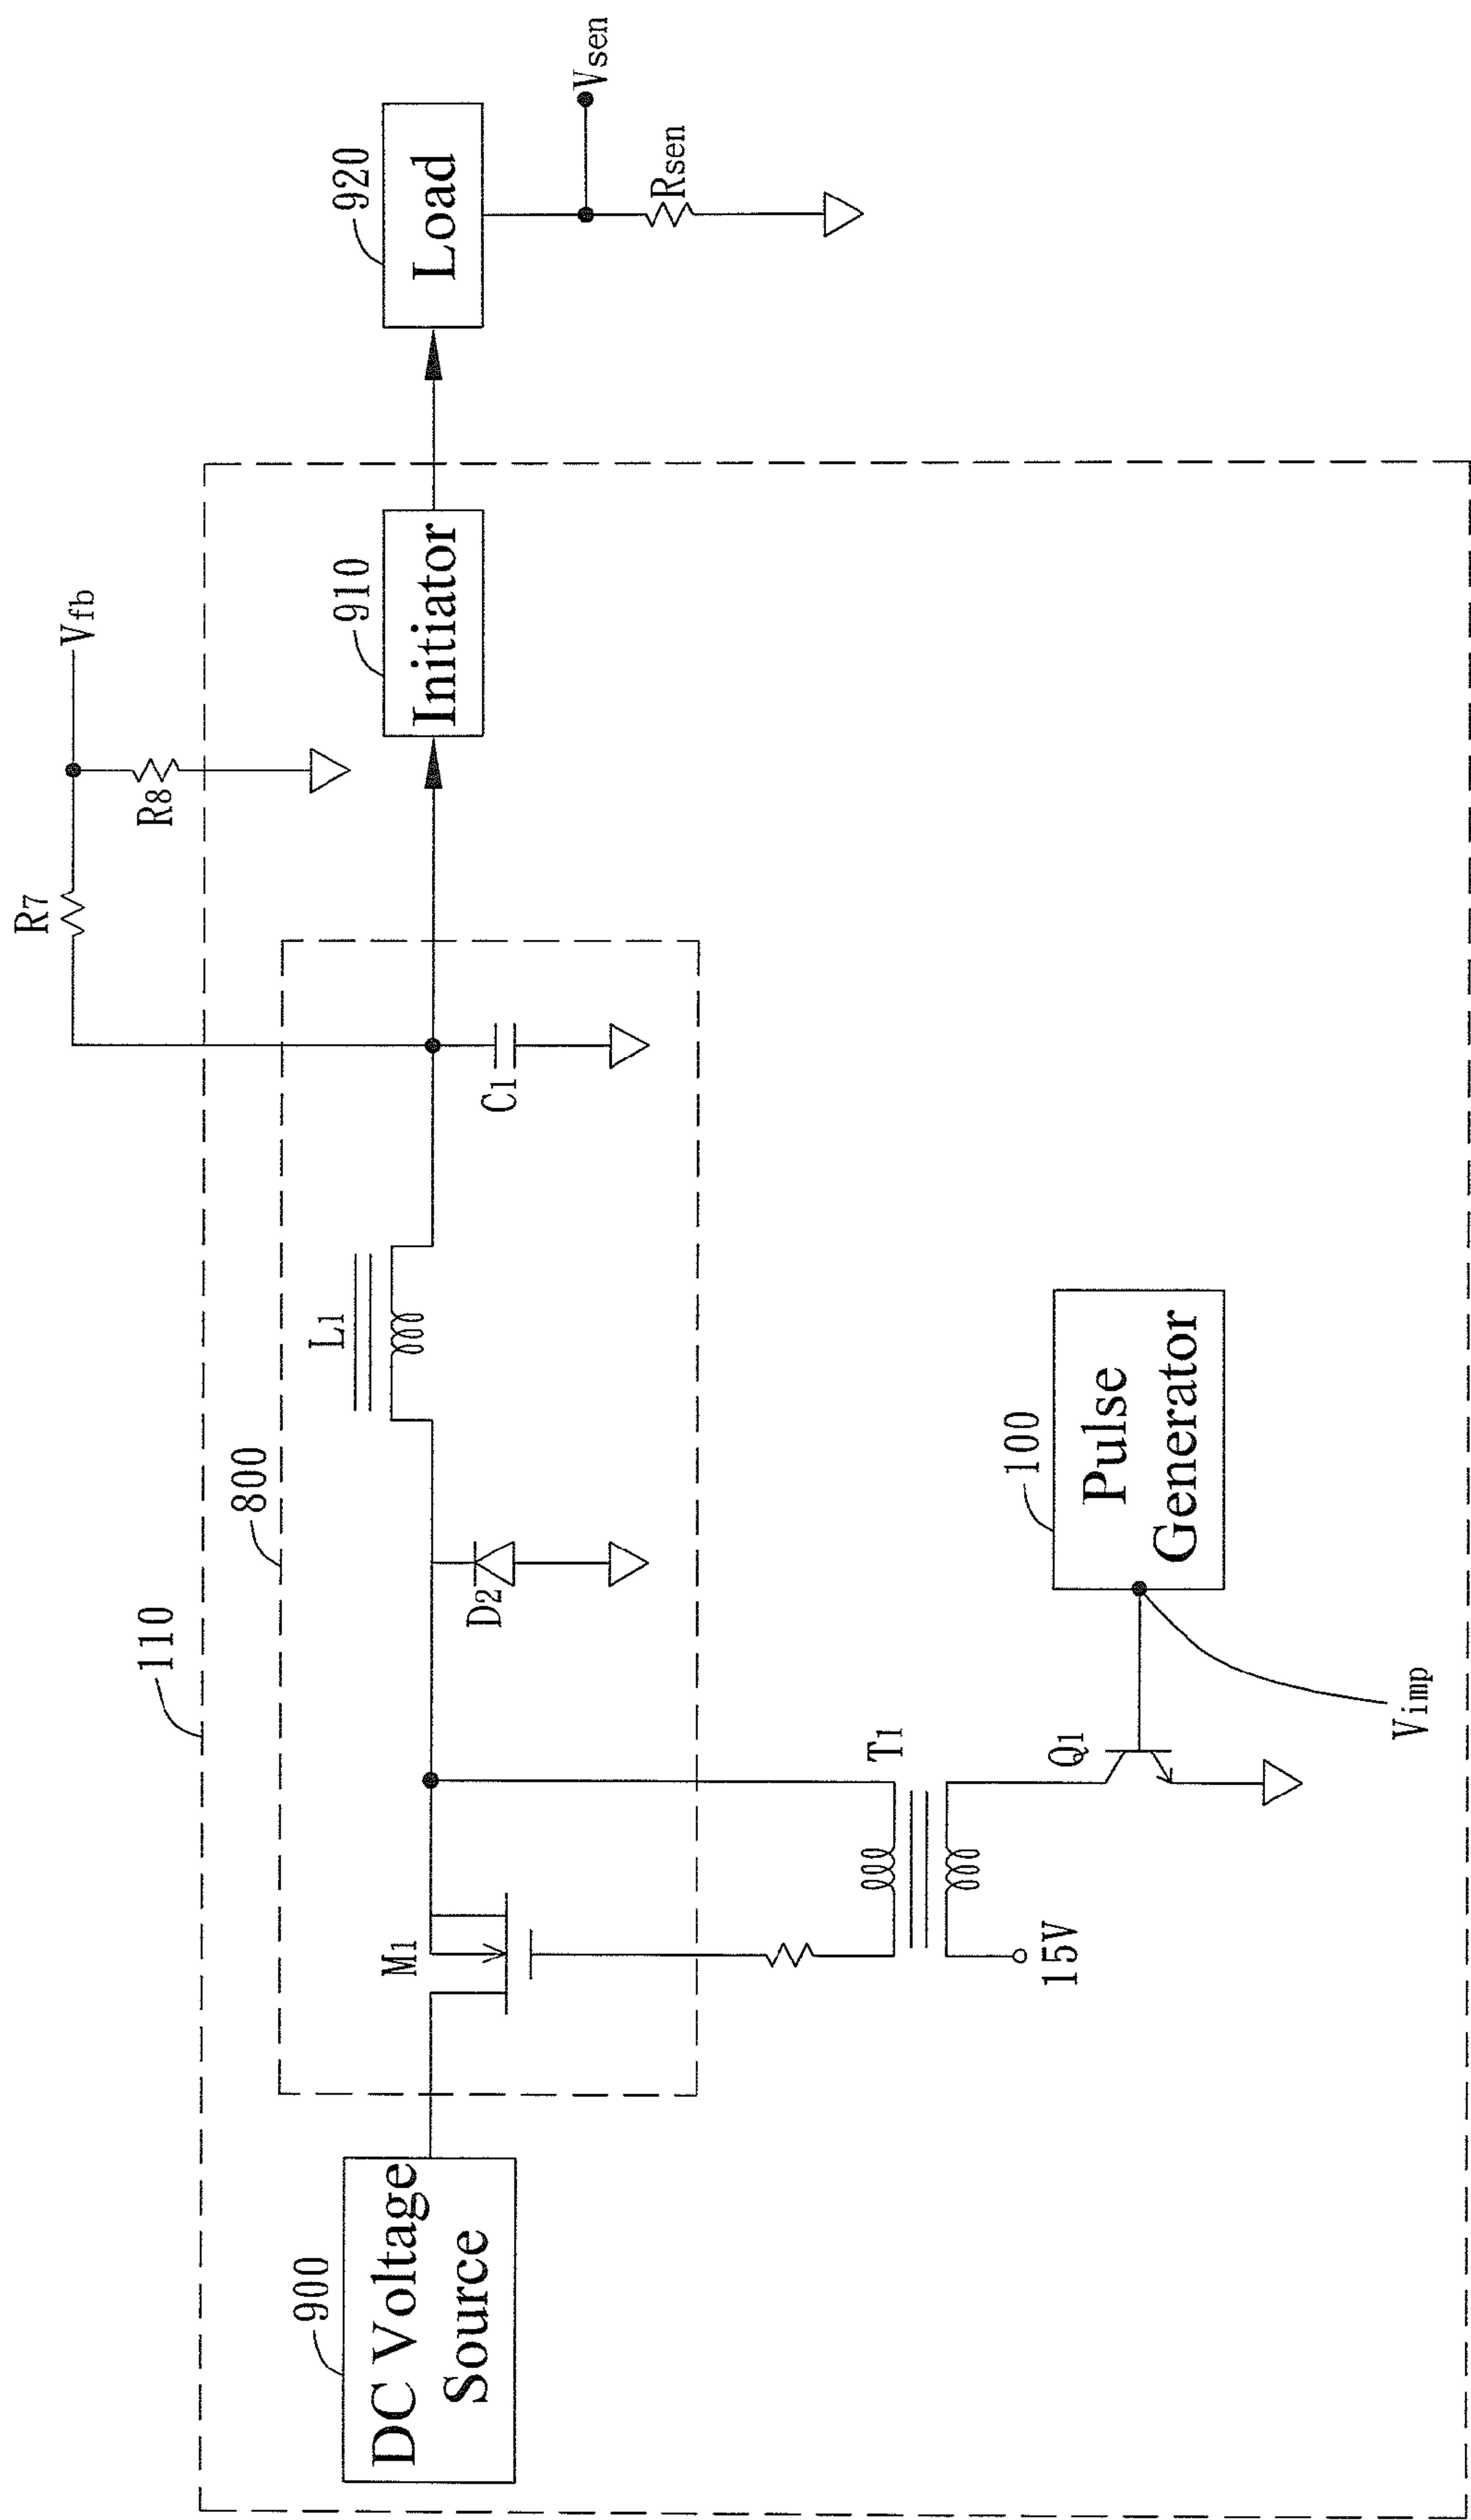 110
800
900
DC Voltage
Source
M1
D2
L1
C1
R7
R8
Vfb
910
Initiator
920
Load
Vsen
Rsen
T1
15V
Q1
Vimp
100
Pulse
Generator